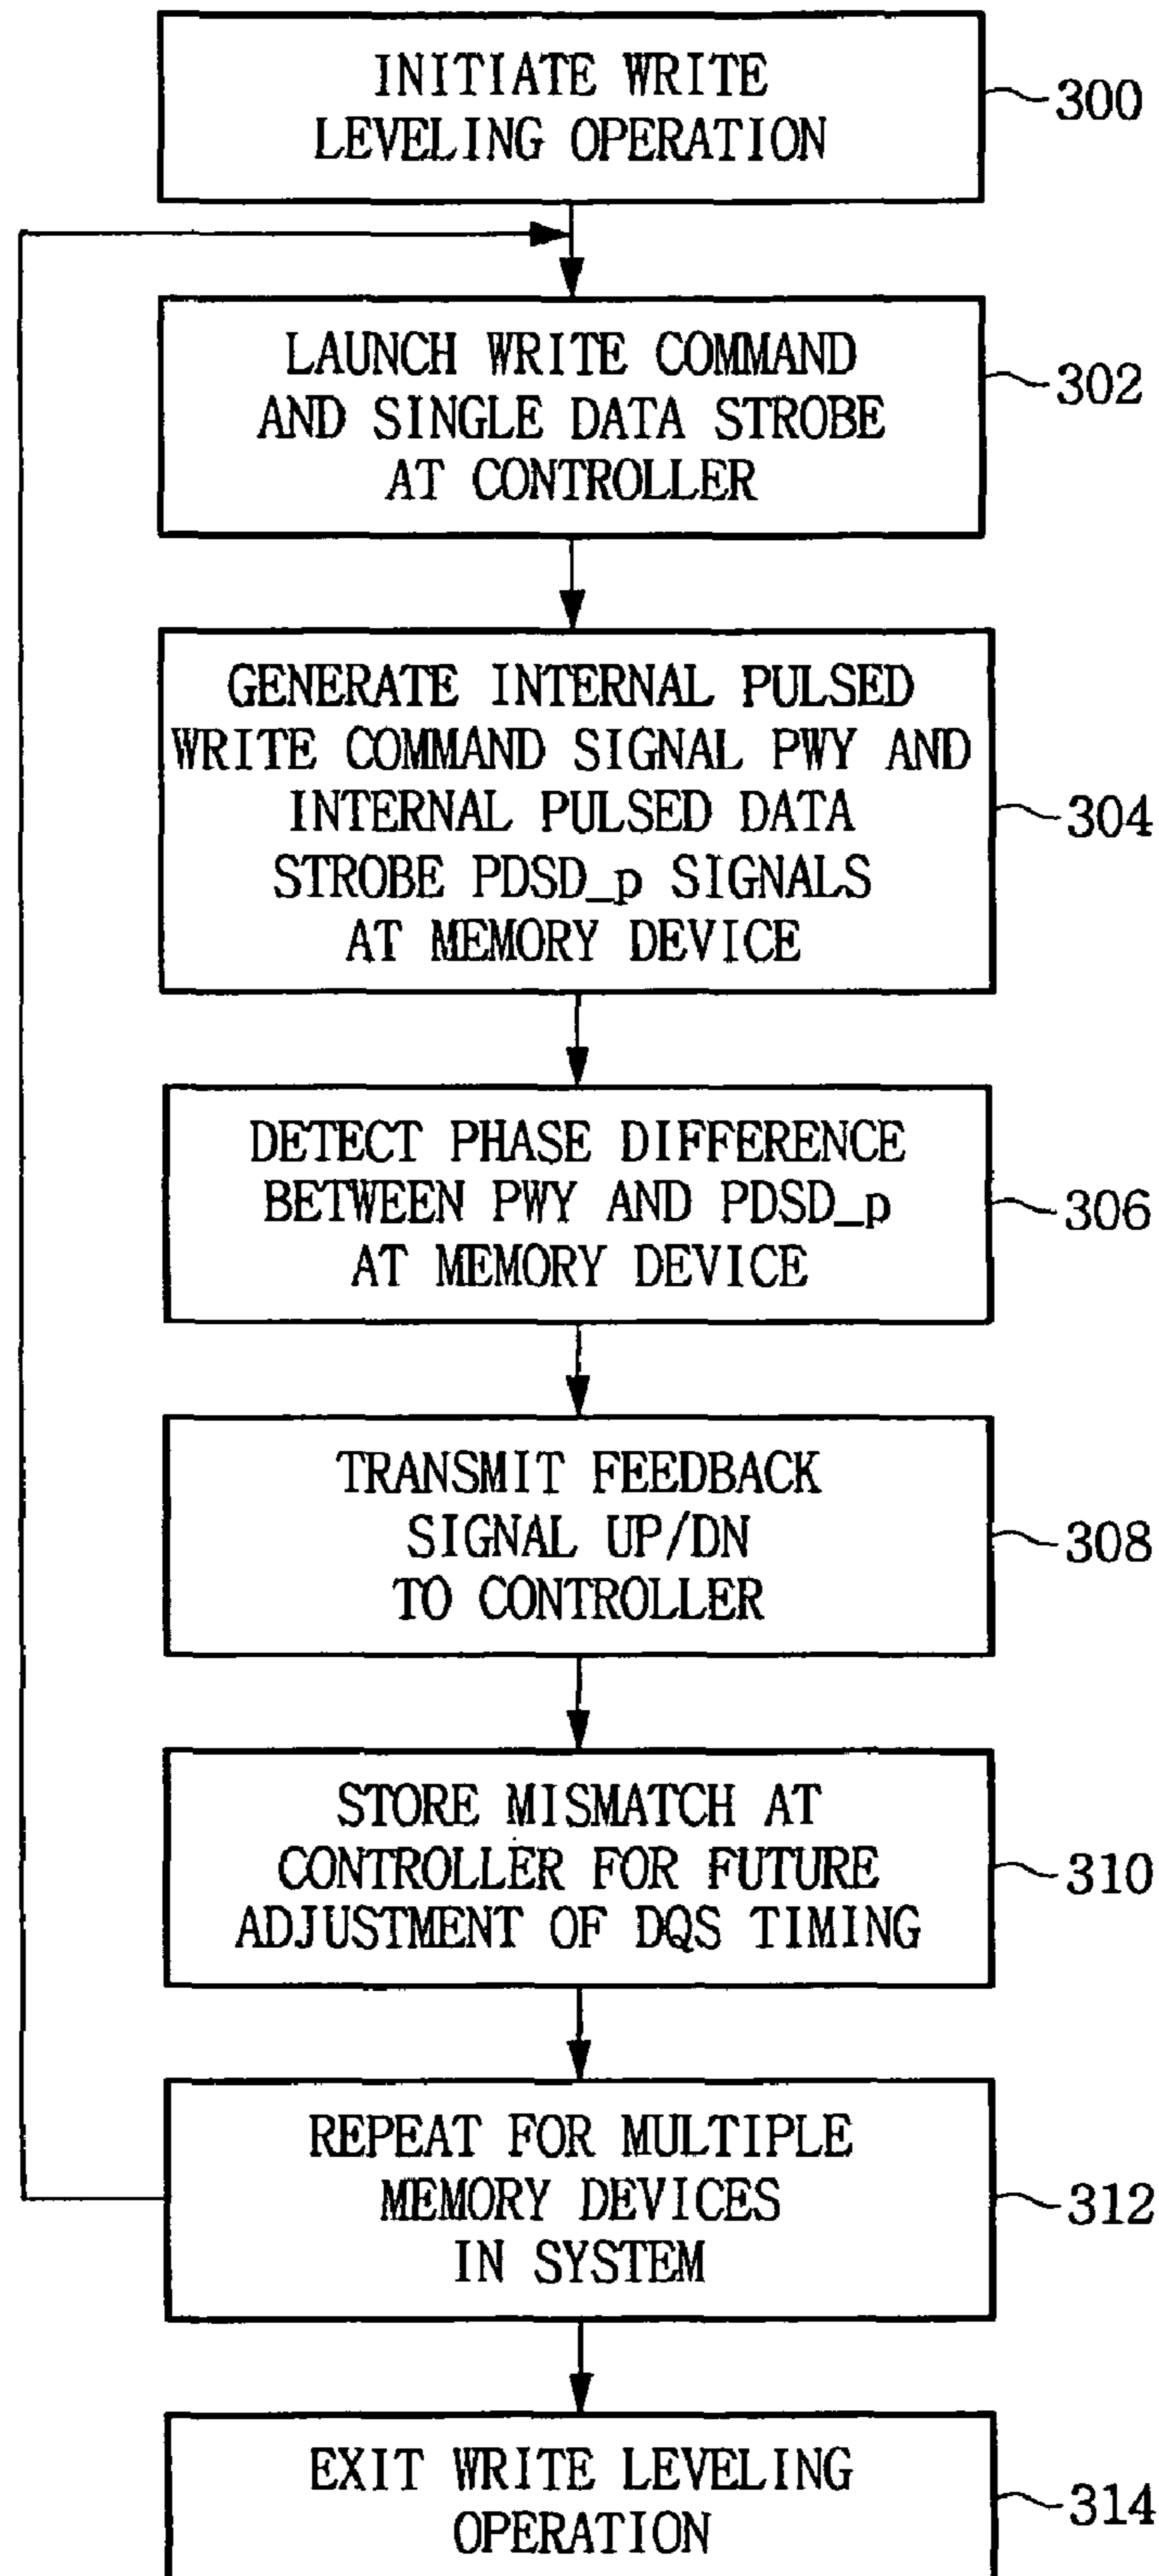 INITIATE WRITE
LEVELING OPERATION
300
LAUNCH WRITE COMMAND
AND SINGLE DATA STROBE
AT CONTROLLER
302
GENERATE INTERNAL PULSED
WRITE COMMAND SIGNAL PWY AND
INTERNAL PULSED DATA
STROBE PDSD_p SIGNALS
AT MEMORY DEVICE
304
DETECT PHASE DIFFERENCE
BETWEEN PWY AND PDSD_p
AT MEMORY DEVICE
306
TRANSMIT FEEDBACK
SIGNAL UP/DN
TO CONTROLLER
308
STORE MISMATCH AT
CONTROLLER FOR FUTURE
ADJUSTMENT OF DQS TIMING
310
REPEAT FOR MULTIPLE
MEMORY DEVICES
IN SYSTEM
312
EXIT WRITE LEVELING
OPERATION
314